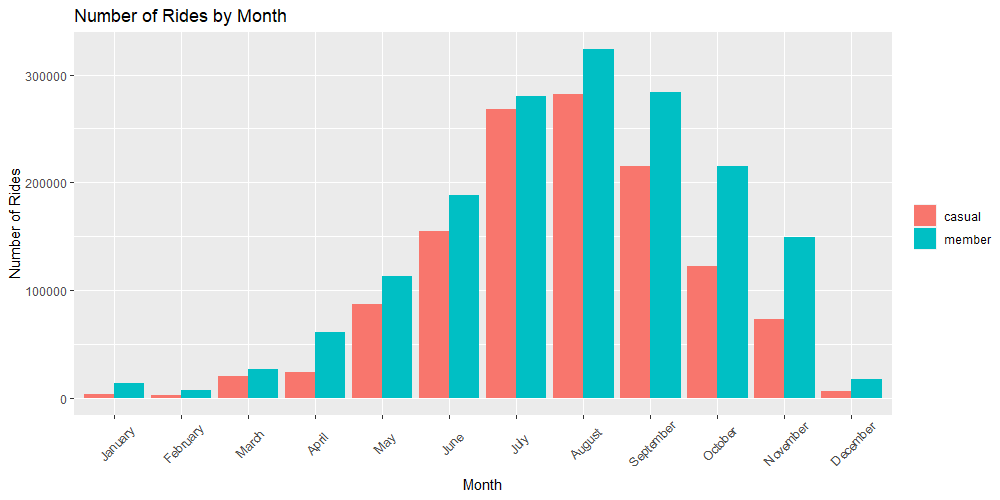 Number of Rides by Month
Number of Rides
300000
200000
100000
0
January
February
March
April
May
June
July
August
September
October
November
December
Month
casual
member